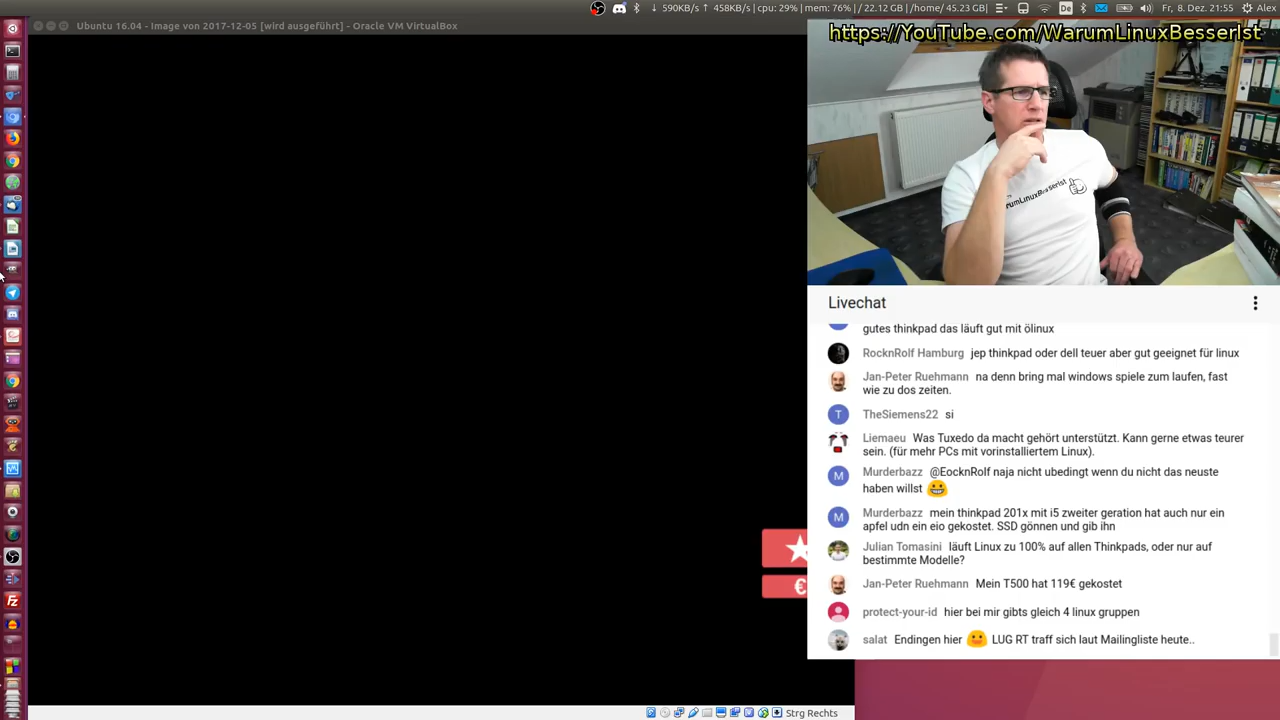 590KB/s 458KB/s cpu: 29% mem: 76% // 22.12 GB /home/ 45.23 GB De Fr, 8. Dez, 21:55 Alex
Ubuntu 16.04 - Image von 2017-12-05 [wird ausgeführt] - Oracle VM VirtualBox
https://YouTube.com/WarumLinuxBesserIst
Livechat
gutes thinkpad das läuft gut mit ölinux
RocknRolf Hamburg jep thinkpad oder dell teuer aber gut geeignet für linux
Jan-Peter Ruehmann na denn bring mal windows spiele zum laufen, fast
wie zu dos zeiten.
T TheSiemens22 si
Liemaeu Was Tuxedo da macht gehört unterstützt. Kann gerne etwas teurer
sein. (für mehr PCs mit vorinstalliertem Linux).
M Murderbazz @EocknRolf naja nicht ubedingt wenn du nicht das neuste
haben willst
M Murderbazz mein thinkpad 201x mit i5 zweiter geration hat auch nur ein
apfel udn ein eio gekostet. SSD gönnen und gib ihn
Julian Tomasini läuft Linux zu 100% auf allen Thinkpads, oder nur auf
bestimmte Modelle?
Jan-Peter Ruehmann Mein T500 hat 119€ gekostet
protect-your-id hier bei mir gibts gleich 4 linux gruppen
€
salat Endingen hier LUG RT traff sich laut Mailingliste heute..
Strg Rechts